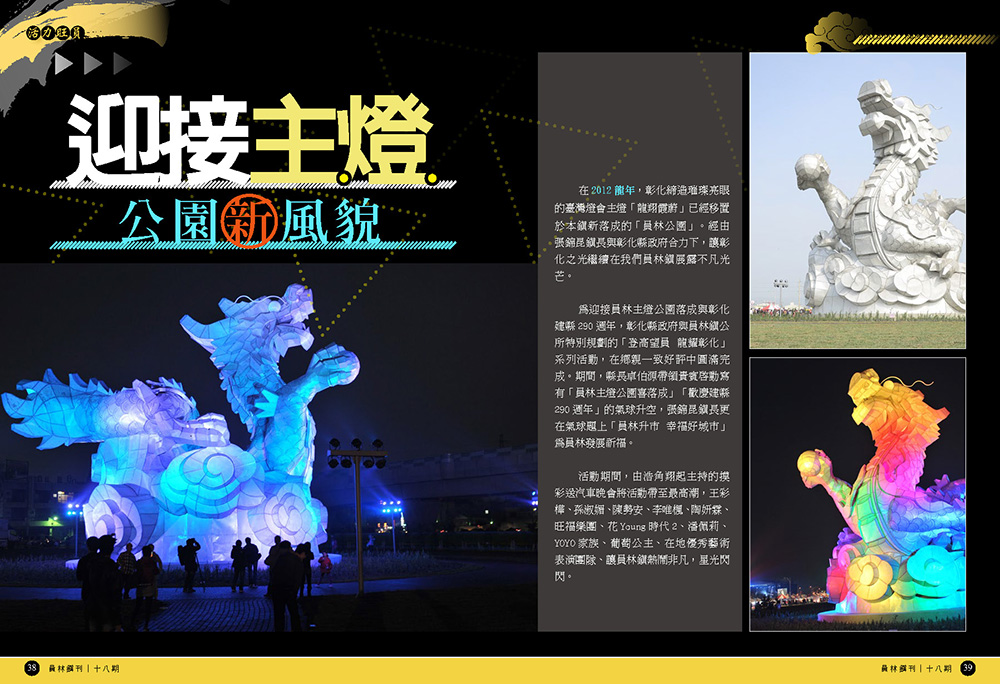 活力旺員
迎接主燈
公園新風貌
在2012龍年，彰化締造璀璨亮眼
的臺灣燈會主燈「龍翔霞蔚」已經移置
於本鎮新落成的「員林公園」。經由
張錦昆鎮長與彰化縣政府合力下，讓彰
化之光繼續在我們員林鎮展露不凡光
芒。
為迎接員林主燈公園落成與彰化
建縣290週年，彰化縣政府與員林鎮公
所特別規劃的「登高望員 龍耀彰化」
系列活動，在鄉親一致好評中圓滿完
成。期間，縣長卓伯源帶領貴賓啓動寫
有「員林主燈公園喜落成」「歡慶建縣
290週年」的氣球升空，張錦昆鎮長更
在氣球題上「員林升市 幸福好城市」
為員林發展祈福。
活動期間，由浩角翔起主持的摸
彩送汽車晚會將活動帶至最高潮，王彩
樺、孫淑媚、陳勢安、李唯楓、陶妍霖、
旺福樂團、花Young時代2、潘佩莉、
YOYO家族、葡萄公主、在地優秀藝術
表演團隊、讓員林鎮熱鬧非凡，星光閃
閃。
38 員林鎮刊｜十八期
員林鎮刊｜十八期 39